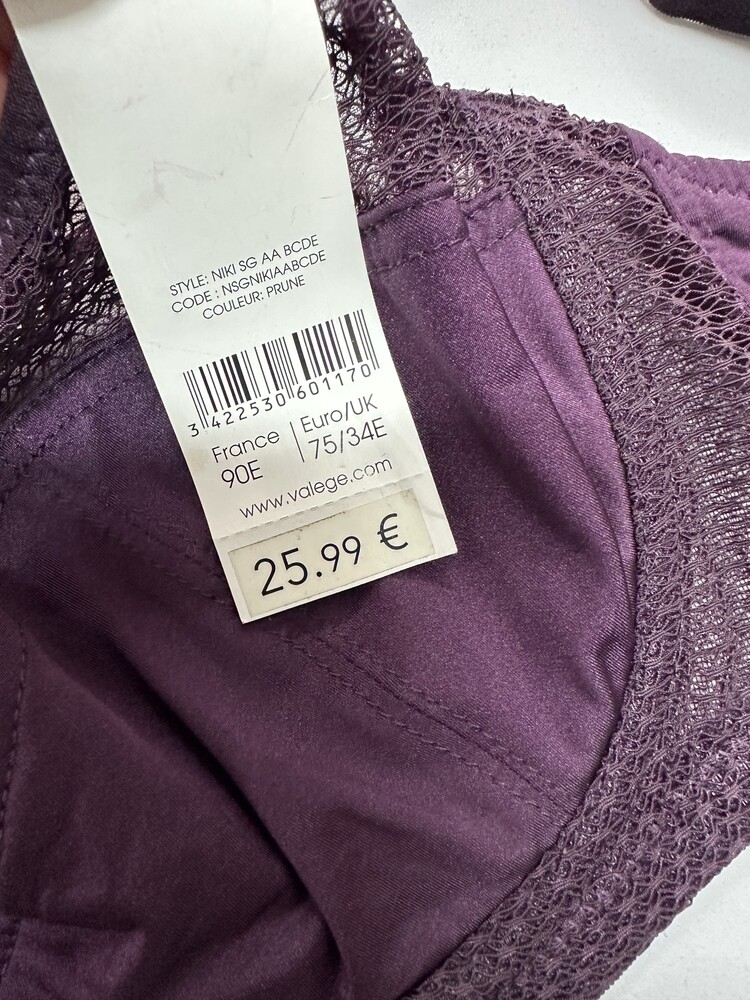 STYLE: NIKI SG AA BCDE
CODE : NSGNIKIAABCDE
COULEUR: PRUNE
3 422530 601170
France | Euro/UK
90E | 75/34E
www.valege.com
25.99 €